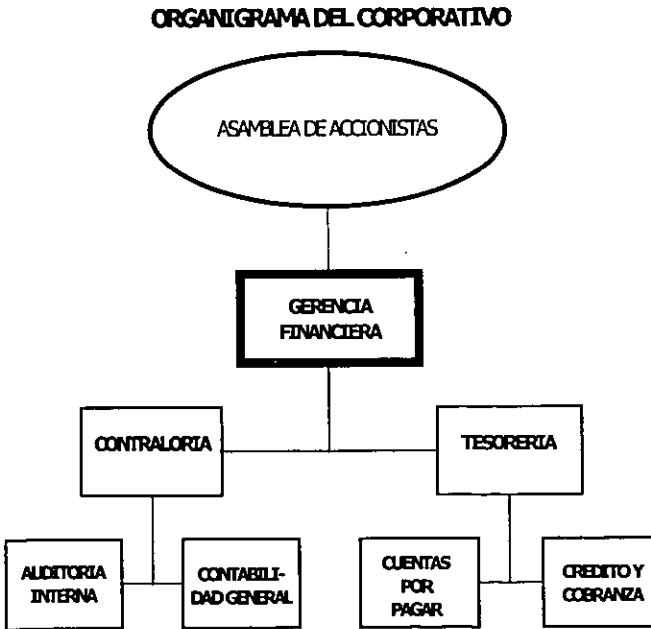 ORGANIGRAMA DEL CORPORATIVO
ASAMBLEA DE ACCIONISTAS
GERENCIA
FINANCIERA
CONTRALORIA
TESORERIA
AUDITORIA
INTERNA
CONTABILI-
DAD GENERAL
CUENTAS
POR
PAGAR
CREDITO Y
COBRANZA